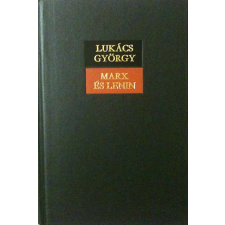 LUKÁCS
GYÖRGY
MARX
ÉS LENIN